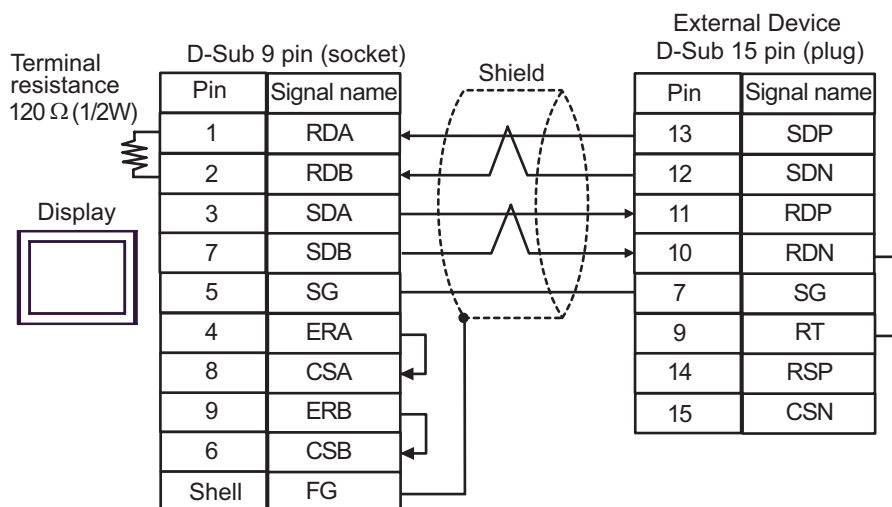 Terminal
resistance
120 Ω (1/2W)
Display
D-Sub 9 pin (socket)
Pin Signal name
1 RDA
2 RDB
3 SDA
7 SDB
5 SG
4 ERA
8 CSA
9 ERB
6 CSB
Shell FG
Shield
External Device
D-Sub 15 pin (plug)
Pin Signal name
13 SDP
12 SDN
11 RDP
10 RDN
7 SG
9 RT
14 RSP
15 CSN